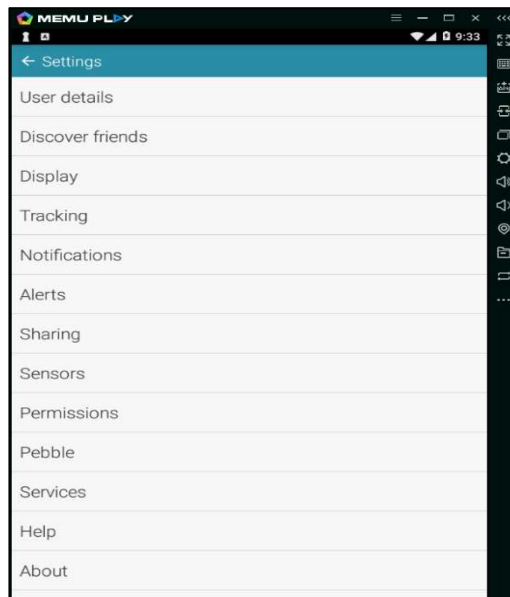 MEMU PLAY
9:33
← Settings
User details
Discover friends
Display
Tracking
Notifications
Alerts
Sharing
Sensors
Permissions
Pebble
Services
Help
About